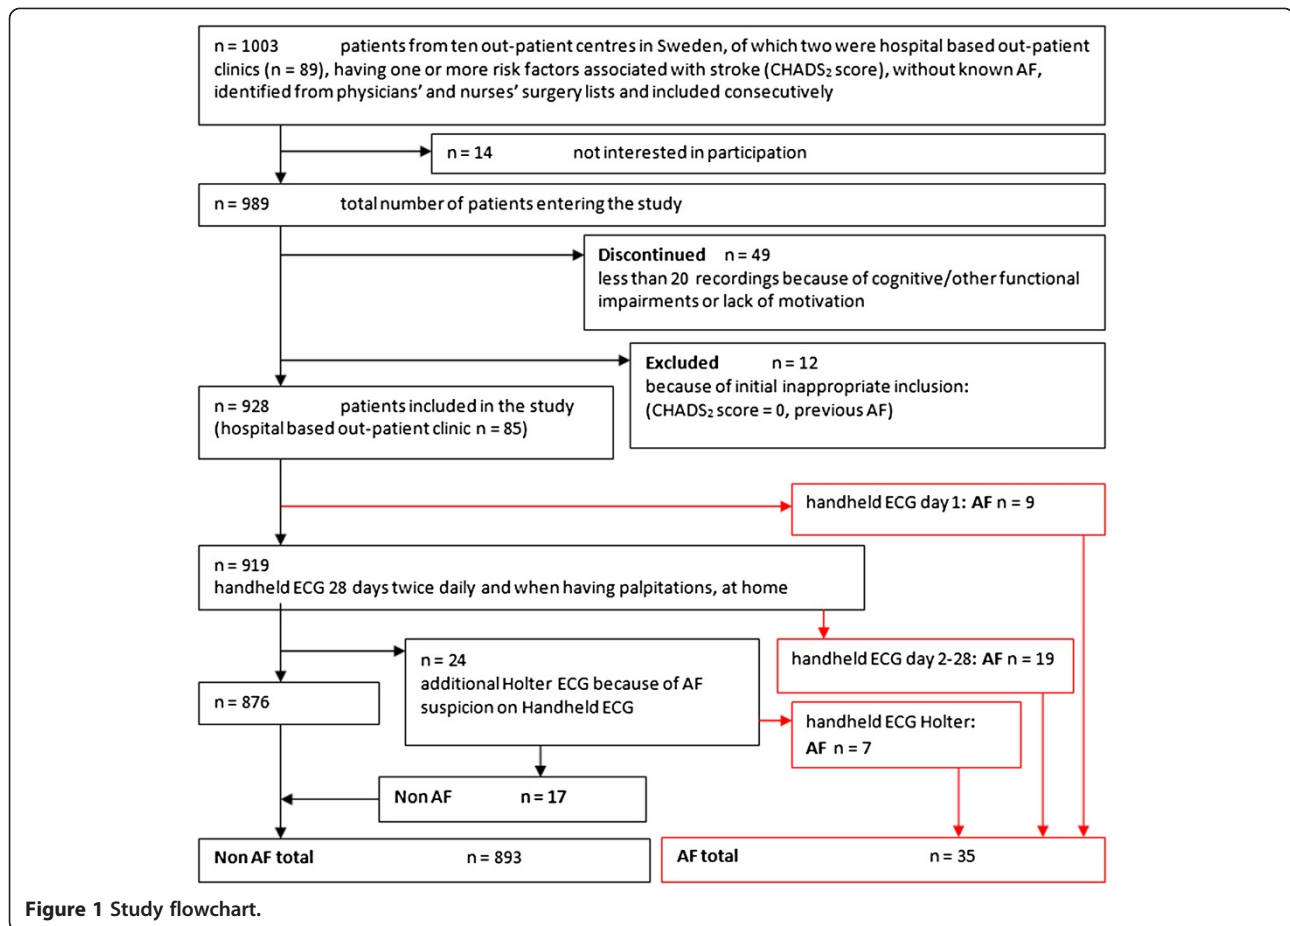 n = 1003 patients from ten out-patient centres in Sweden, of which two were hospital based out-patient
clinics (n = 89), having one or more risk factors associated with stroke (CHADS₂ score), without known AF,
identified from physicians’ and nurses’ surgery lists and included consecutively
n = 14 not interested in participation
n = 989 total number of patients entering the study
Discontinued n = 49
less than 20 recordings because of cognitive/other functional
impairments or lack of motivation
Excluded n = 12
because of initial inappropriate inclusion:
(CHADS₂ score = 0, previous AF)
n = 928 patients included in the study
(hospital based out-patient clinic n = 85)
handheld ECG day 1: AF n = 9
n = 919
handheld ECG 28 days twice daily and when having palpitations, at home
handheld ECG day 2-28: AF n = 19
n = 24
additional Holter ECG because of AF
suspicion on Handheld ECG
n = 876
handheld ECG Holter:
AF n = 7
Non AF n = 17
Non AF total n = 893
AF total n = 35
Figure 1 Study flowchart.